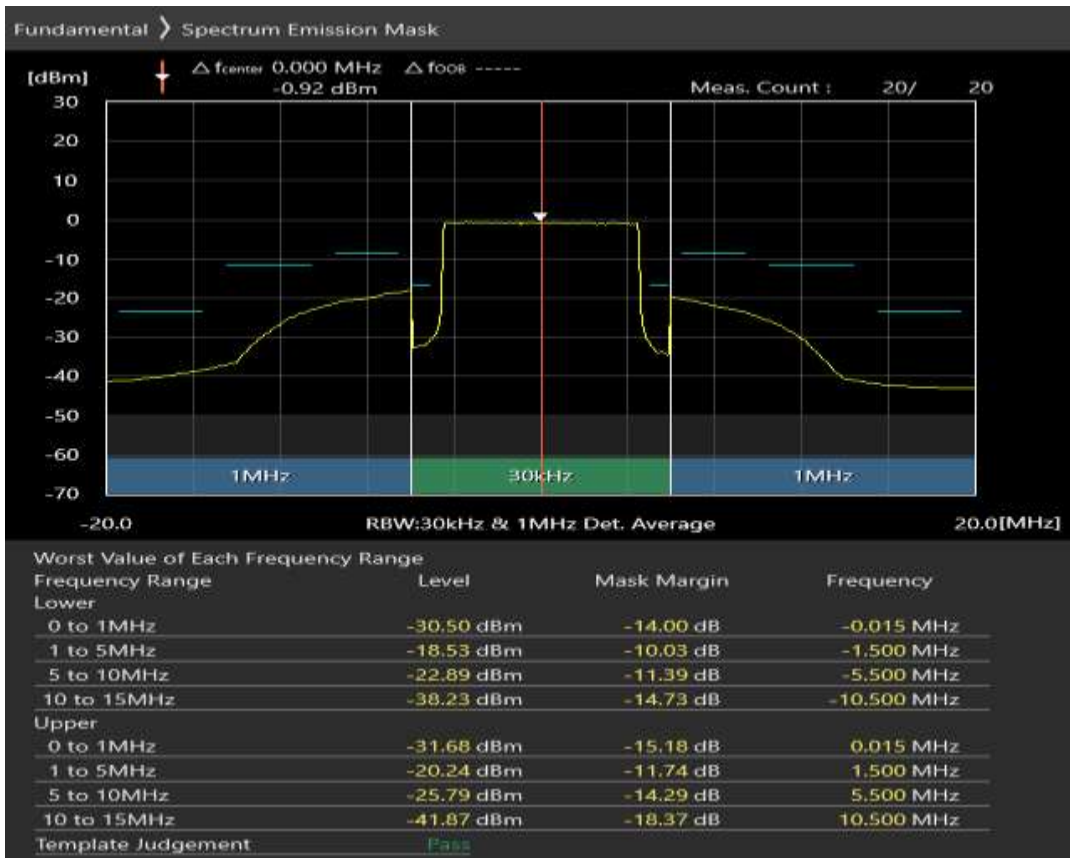 Fundamental ❯ Spectrum Emission Mask
[dBm] △ fcenter 0.000 MHz △ fOOB -----
-0.92 dBm Meas. Count : 20/ 20
30
20
10
0
-10
-20
-30
-40
-50
-60
1MHz 30kHz 1MHz
-70
-20.0 RBW:30kHz & 1MHz Det. Average 20.0[MHz]
Worst Value of Each Frequency Range
Frequency Range Level Mask Margin Frequency
Lower
0 to 1MHz -30.50 dBm -14.00 dB -0.015 MHz
1 to 5MHz -18.53 dBm -10.03 dB -1.500 MHz
5 to 10MHz -22.89 dBm -11.39 dB -5.500 MHz
10 to 15MHz -38.23 dBm -14.73 dB -10.500 MHz
Upper
0 to 1MHz -31.68 dBm -15.18 dB 0.015 MHz
1 to 5MHz -20.24 dBm -11.74 dB 1.500 MHz
5 to 10MHz -25.79 dBm -14.29 dB 5.500 MHz
10 to 15MHz -41.87 dBm -18.37 dB 10.500 MHz
Template Judgement Pass